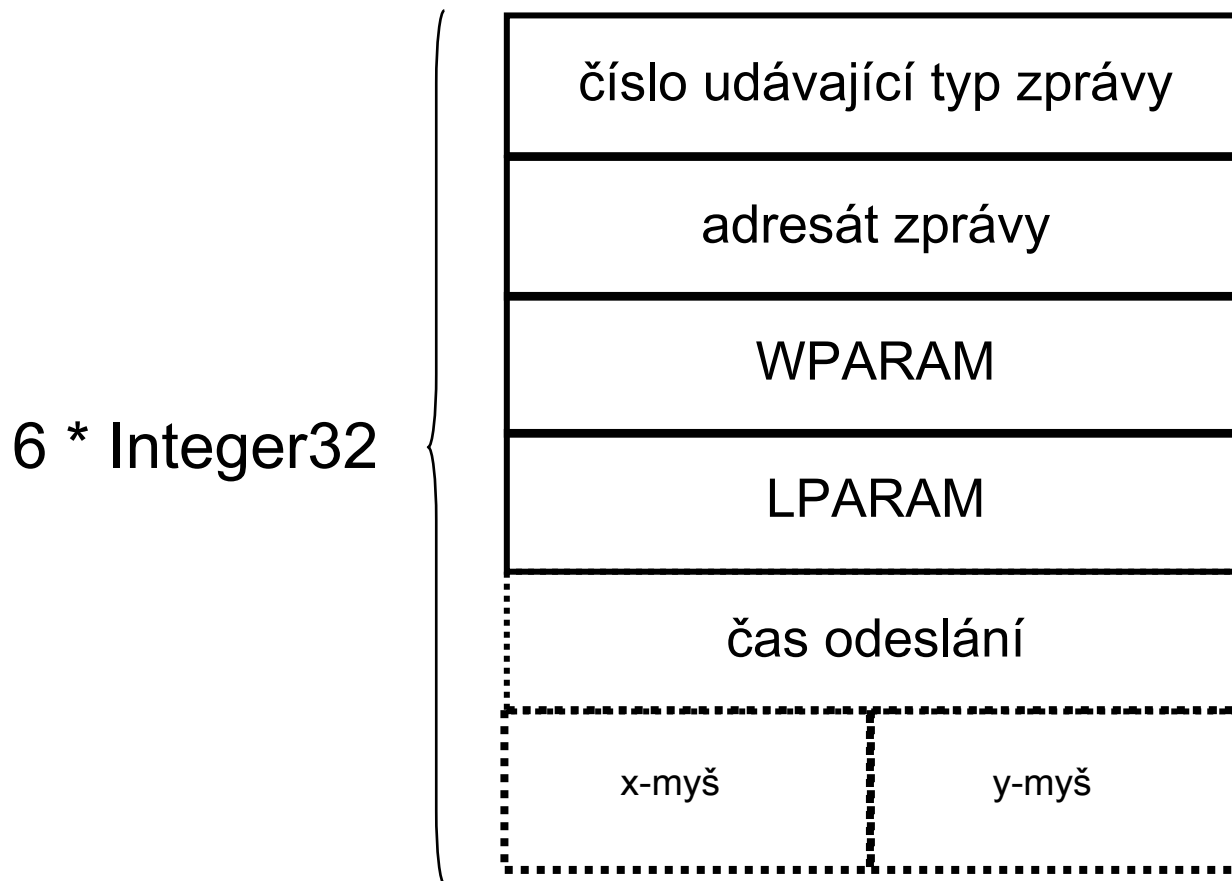 číslo udávající typ zprávy
adresát zprávy
WPARAM
6 * Integer32
LPARAM
čas odeslání
x-myš
y-myš